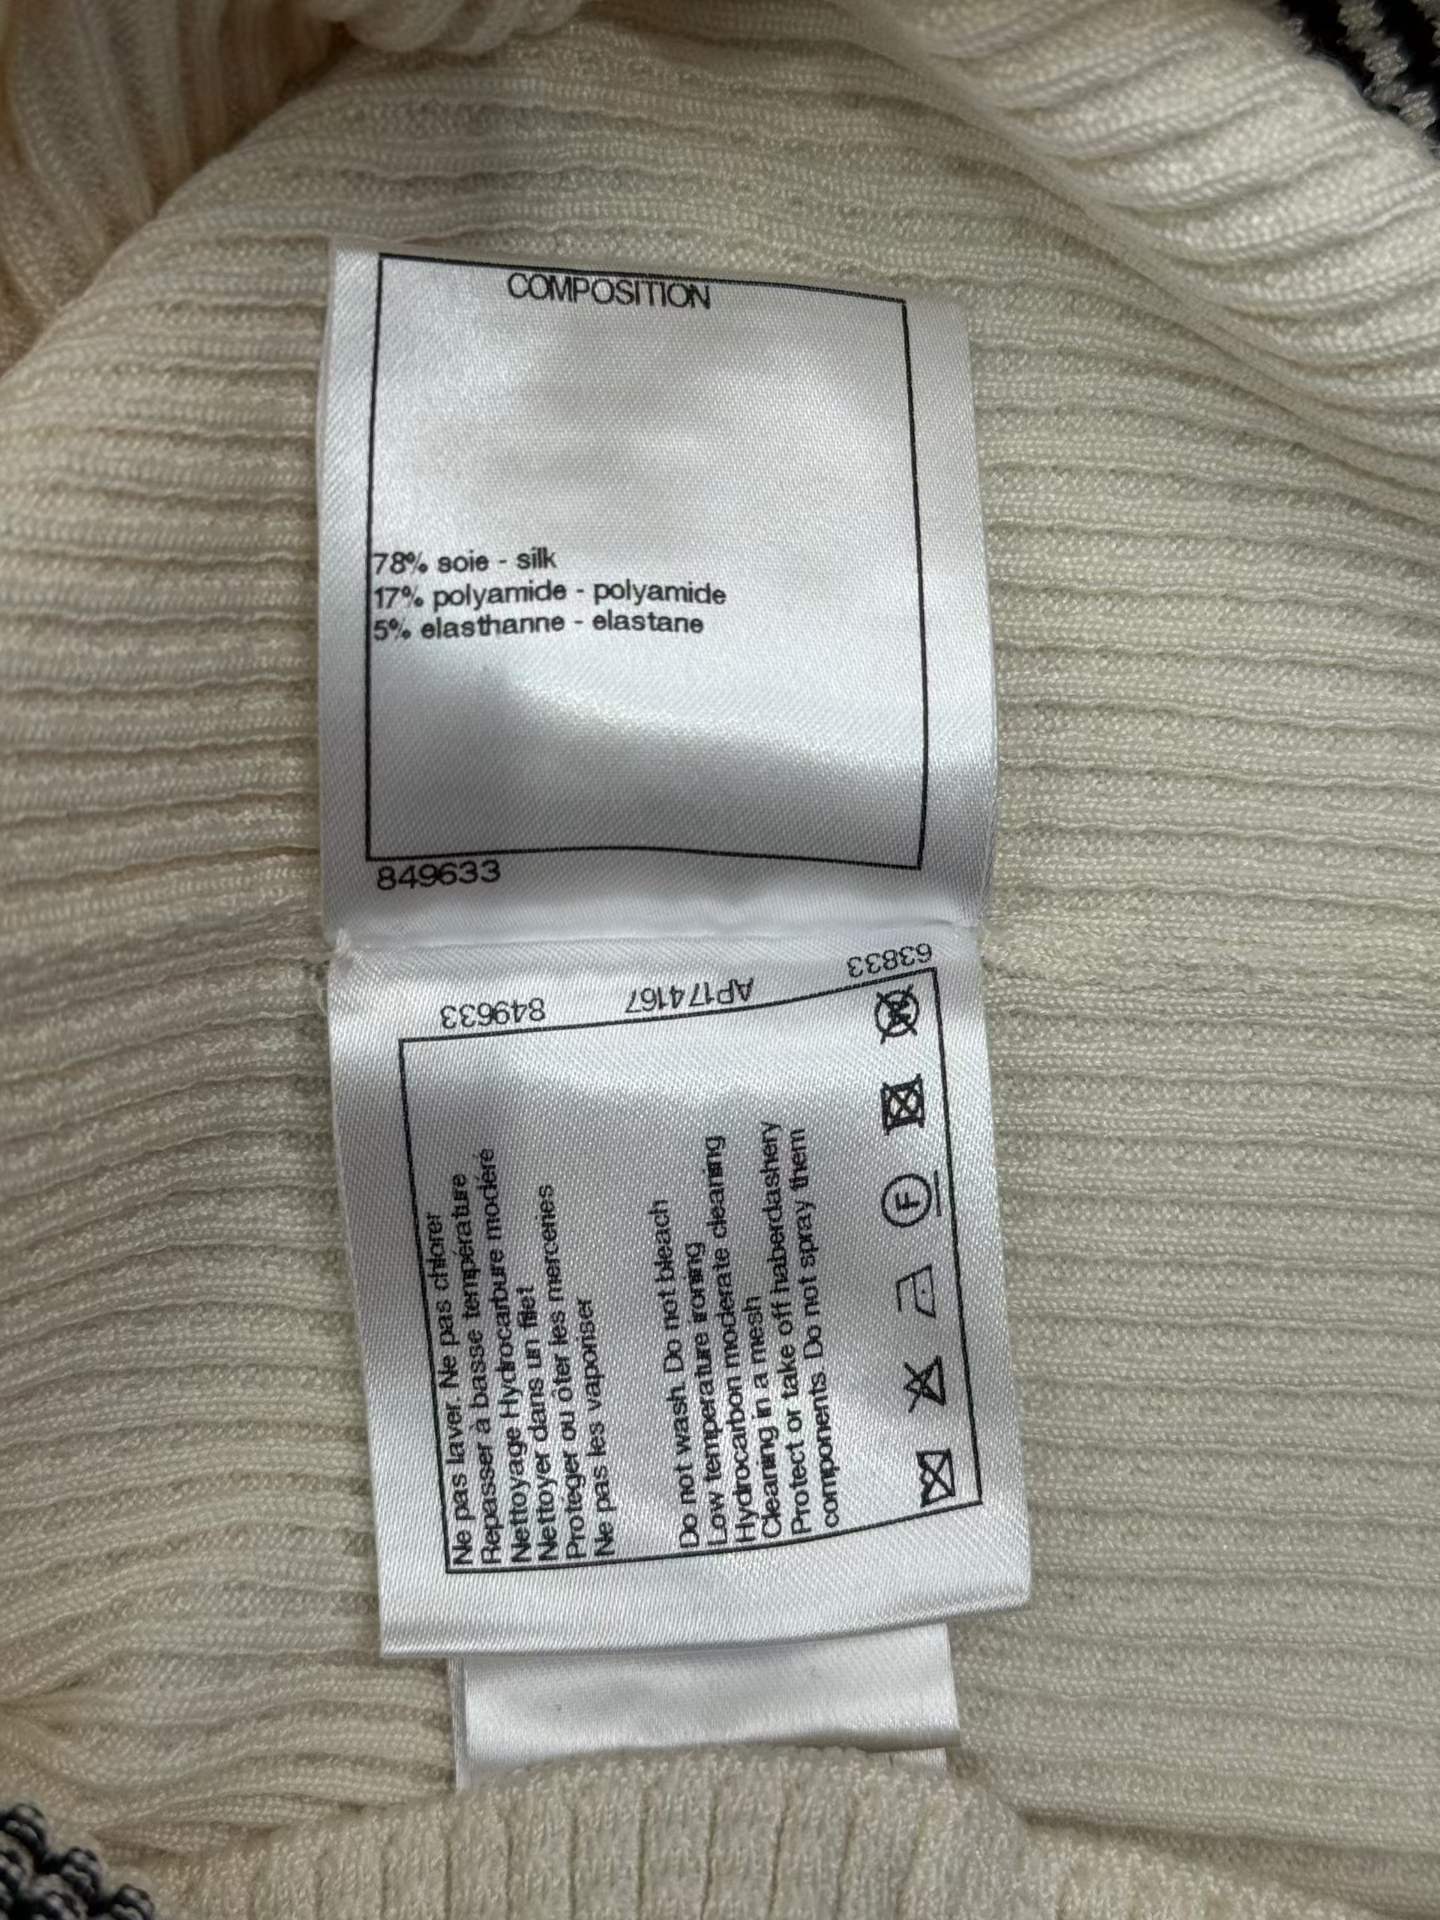 COMPOSITION
78% soie - silk
17% polyamide - polyamide
5% elasthanne - elastane
849633
849633 AP174167 63833
Ne pas laver. Ne pas chlorer
Repasser à basse température
Nettoyage Hydrocarbure modéré
Nettoyer dans un filet
Protéger ou ôter les merceries
Ne pas les vaporiser
Do not wash. Do not bleach
Low temperature ironing
Hydrocarbon moderate cleaning
Cleaning in a mesh
Protect or take off haberdashery
components. Do not spray them
F
W